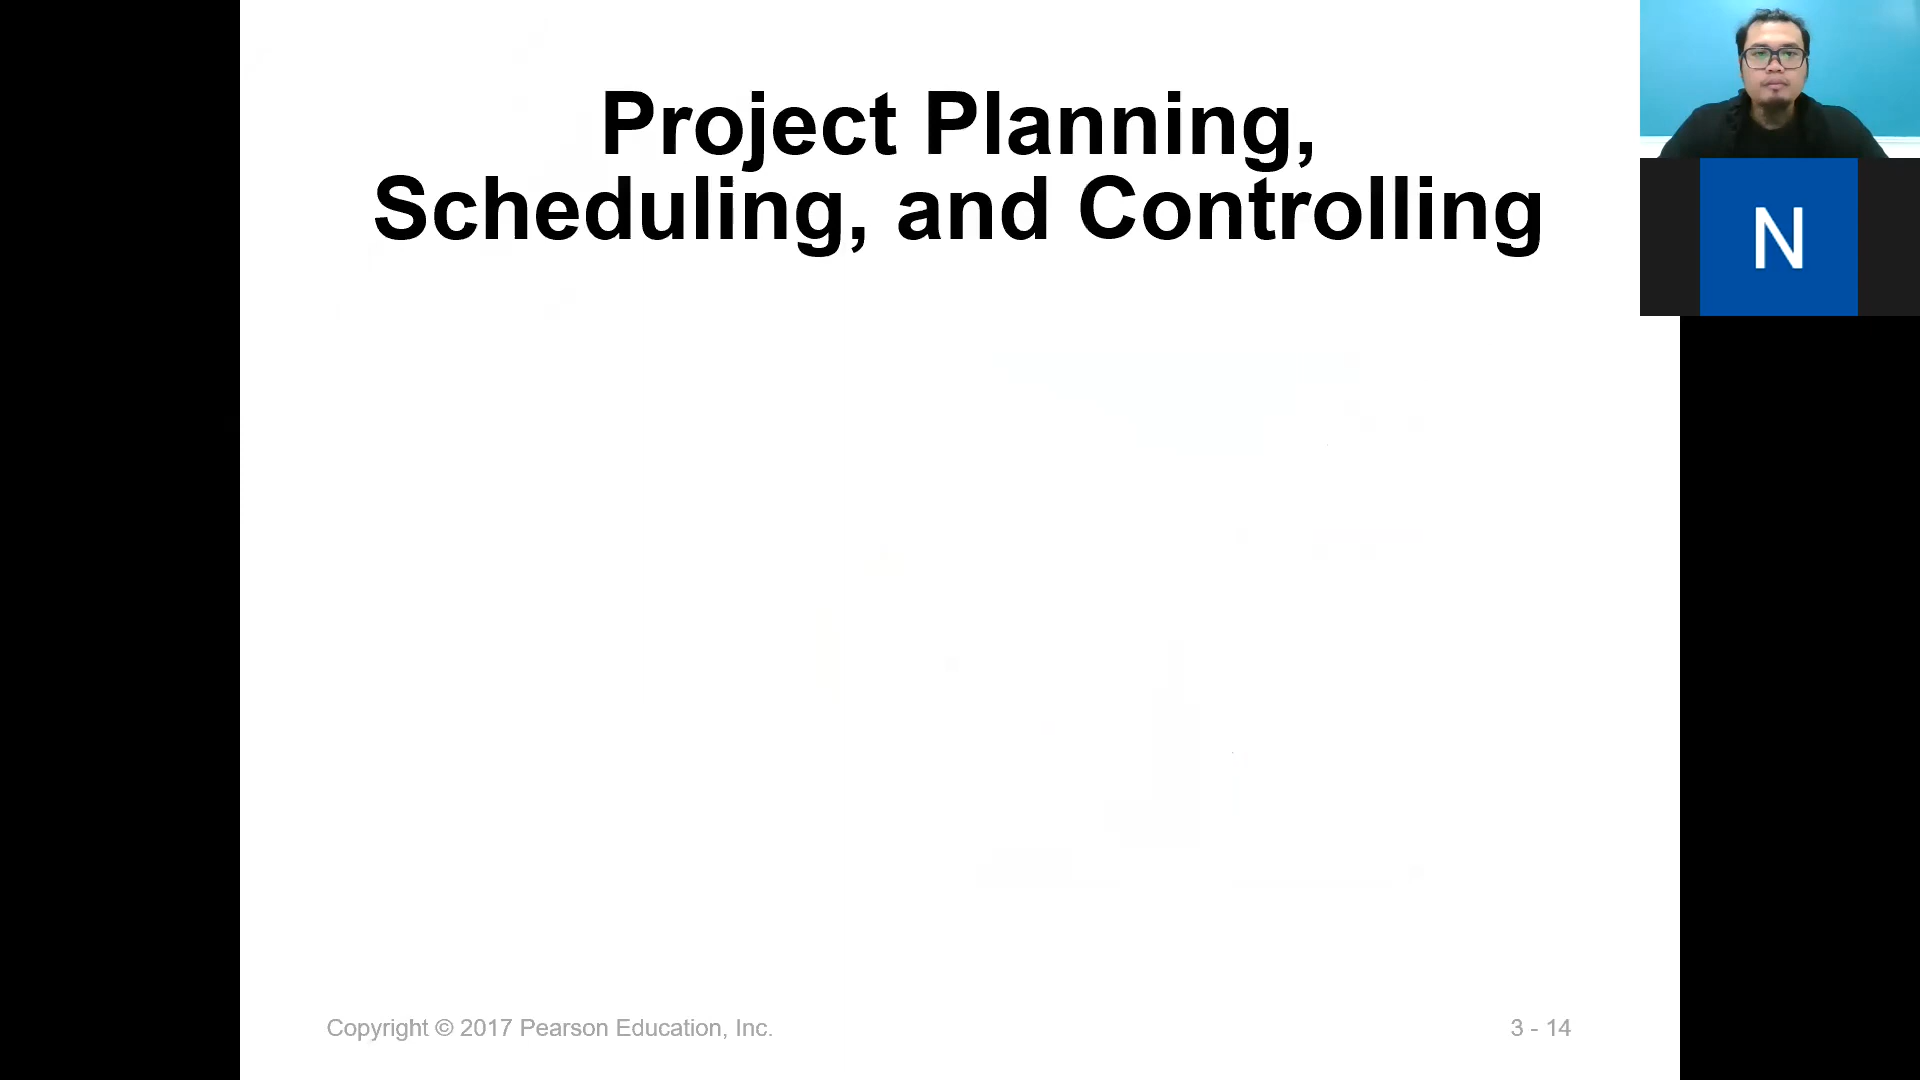 Project Planning,
Scheduling, and Controlling
N
Copyright © 2017 Pearson Education, Inc.
3 - 14